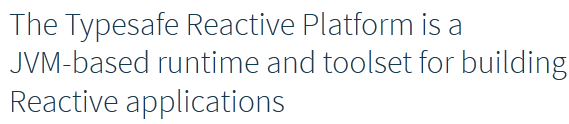 The Typesafe Reactive Platform is a
JVM-based runtime and toolset for building
Reactive applications